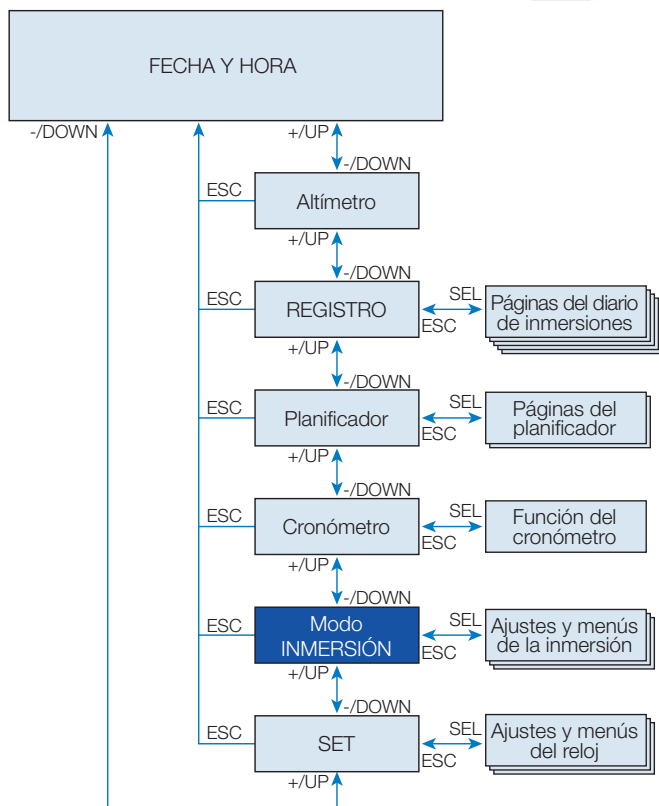 FECHA Y HORA
-/DOWN
+/UP
-/DOWN
ESC
Altímetro
+/UP
-/DOWN
ESC
REGISTRO
SEL
ESC
Páginas del diario
de inmersiones
+/UP
-/DOWN
ESC
Planificador
SEL
ESC
Páginas del
planificador
+/UP
-/DOWN
ESC
Cronómetro
SEL
ESC
Función del
cronómetro
+/UP
-/DOWN
ESC
Modo
INMERSIÓN
SEL
ESC
Ajustes y menús
de la inmersión
+/UP
-/DOWN
ESC
SET
SEL
ESC
Ajustes y menús
del reloj
+/UP